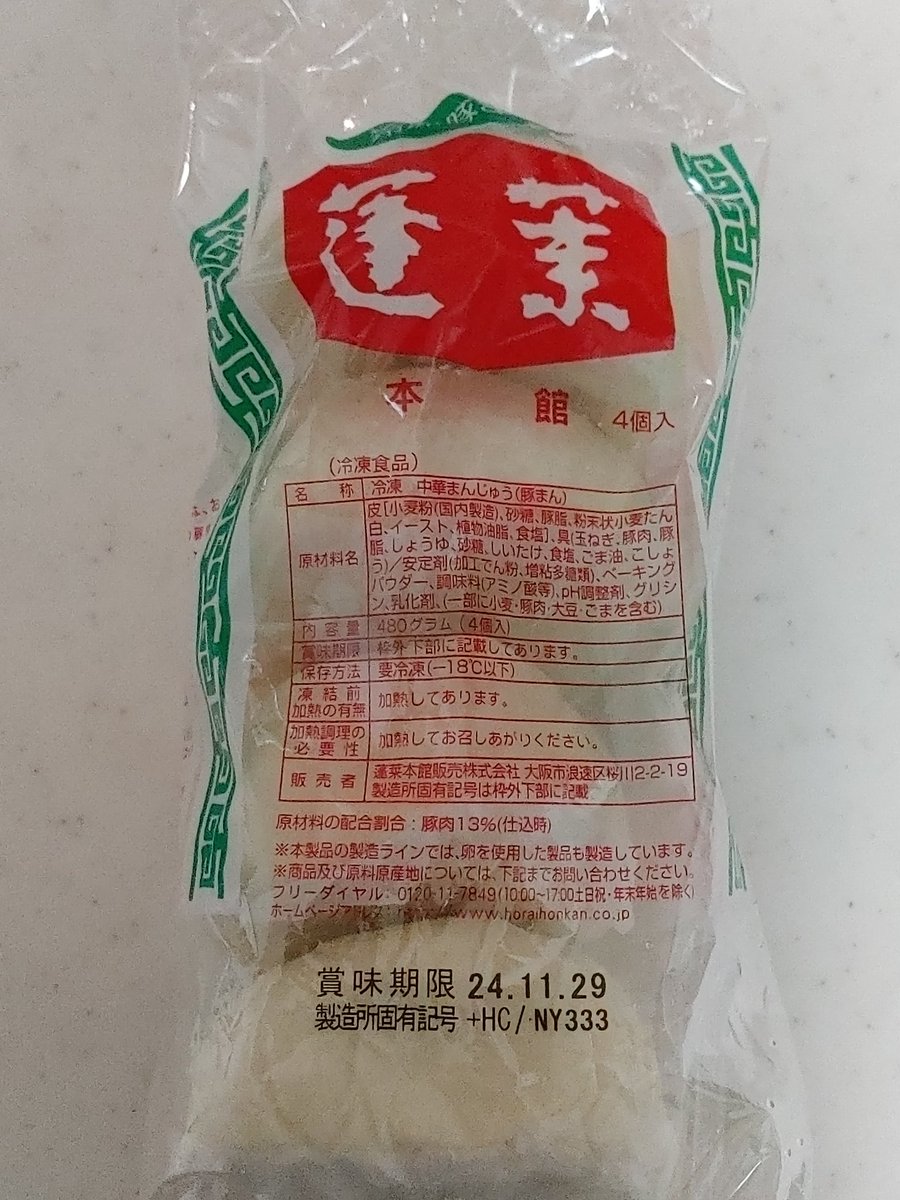 豚
蓬莱
本館 4個入
(冷凍食品)
名称 冷凍 中華まんじゅう(豚まん)
原材料名 皮[小麦粉(国内製造)、砂糖、豚脂、粉末状小麦たん
白、イースト、植物油脂、食塩]、具(玉ねぎ、豚肉、豚
脂、しょうゆ、砂糖、しいたけ、食塩、ごま油、こしょ
う)/安定剤(加工でん粉、増粘多糖類)、ベーキング
パウダー、調味料(アミノ酸等)、pH調整剤、グリシ
ン、乳化剤、(一部に小麦・豚肉・大豆・ごまを含む)
内容量 480グラム(4個入)
賞味期限 枠外下部に記載してあります。
保存方法 要冷凍(-18℃以下)
凍結前
加熱の有無 加熱してあります。
加熱調理の
必要性 加熱してお召しあがりください。
販売者 蓬莱本館販売株式会社 大阪市浪速区桜川2-2-19
製造所固有記号は枠外下部に記載
原材料の配合割合:豚肉13%(仕込時)
※本製品の製造ラインでは、卵を使用した製品も製造しています。
※商品及び原料原産地については、下記までお問い合わせください。
フリーダイヤル: 0120-11-7849(10:00~17:00土日祝・年末年始を除く)
ホームページアドレス: www.horaihonkan.co.jp
賞味期限 24.11.29
製造所固有記号 +HC/NY333